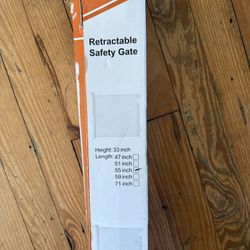 Retractable
Safety Gate
Height: 33 inch
Length: 47 inch
51 inch
55 inch
59 inch
71 inch